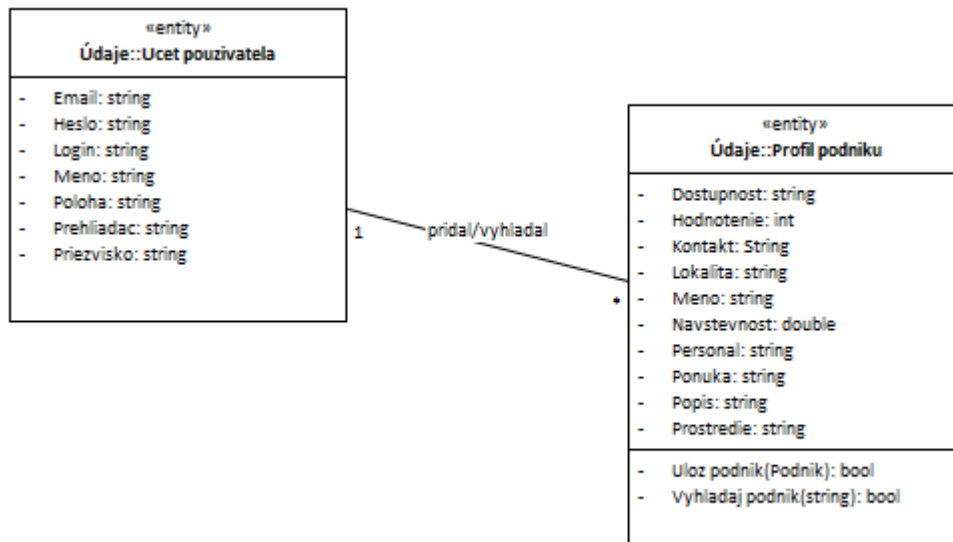 «entity»
Údaje::Ucet pouzivatela
- Email: string
- Heslo: string
- Login: string
- Meno: string
- Poloha: string
- Prehliadac: string
- Priezvisko: string
1
pridal/vyhladal
*
«entity»
Údaje::Profil podniku
- Dostupnost: string
- Hodnotenie: int
- Kontakt: String
- Lokalita: string
- Meno: string
- Navstevnost: double
- Personal: string
- Ponuka: string
- Popis: string
- Prostredie: string
- Uloz podnik(Podnik): bool
- Vyhladaj podnik(string): bool